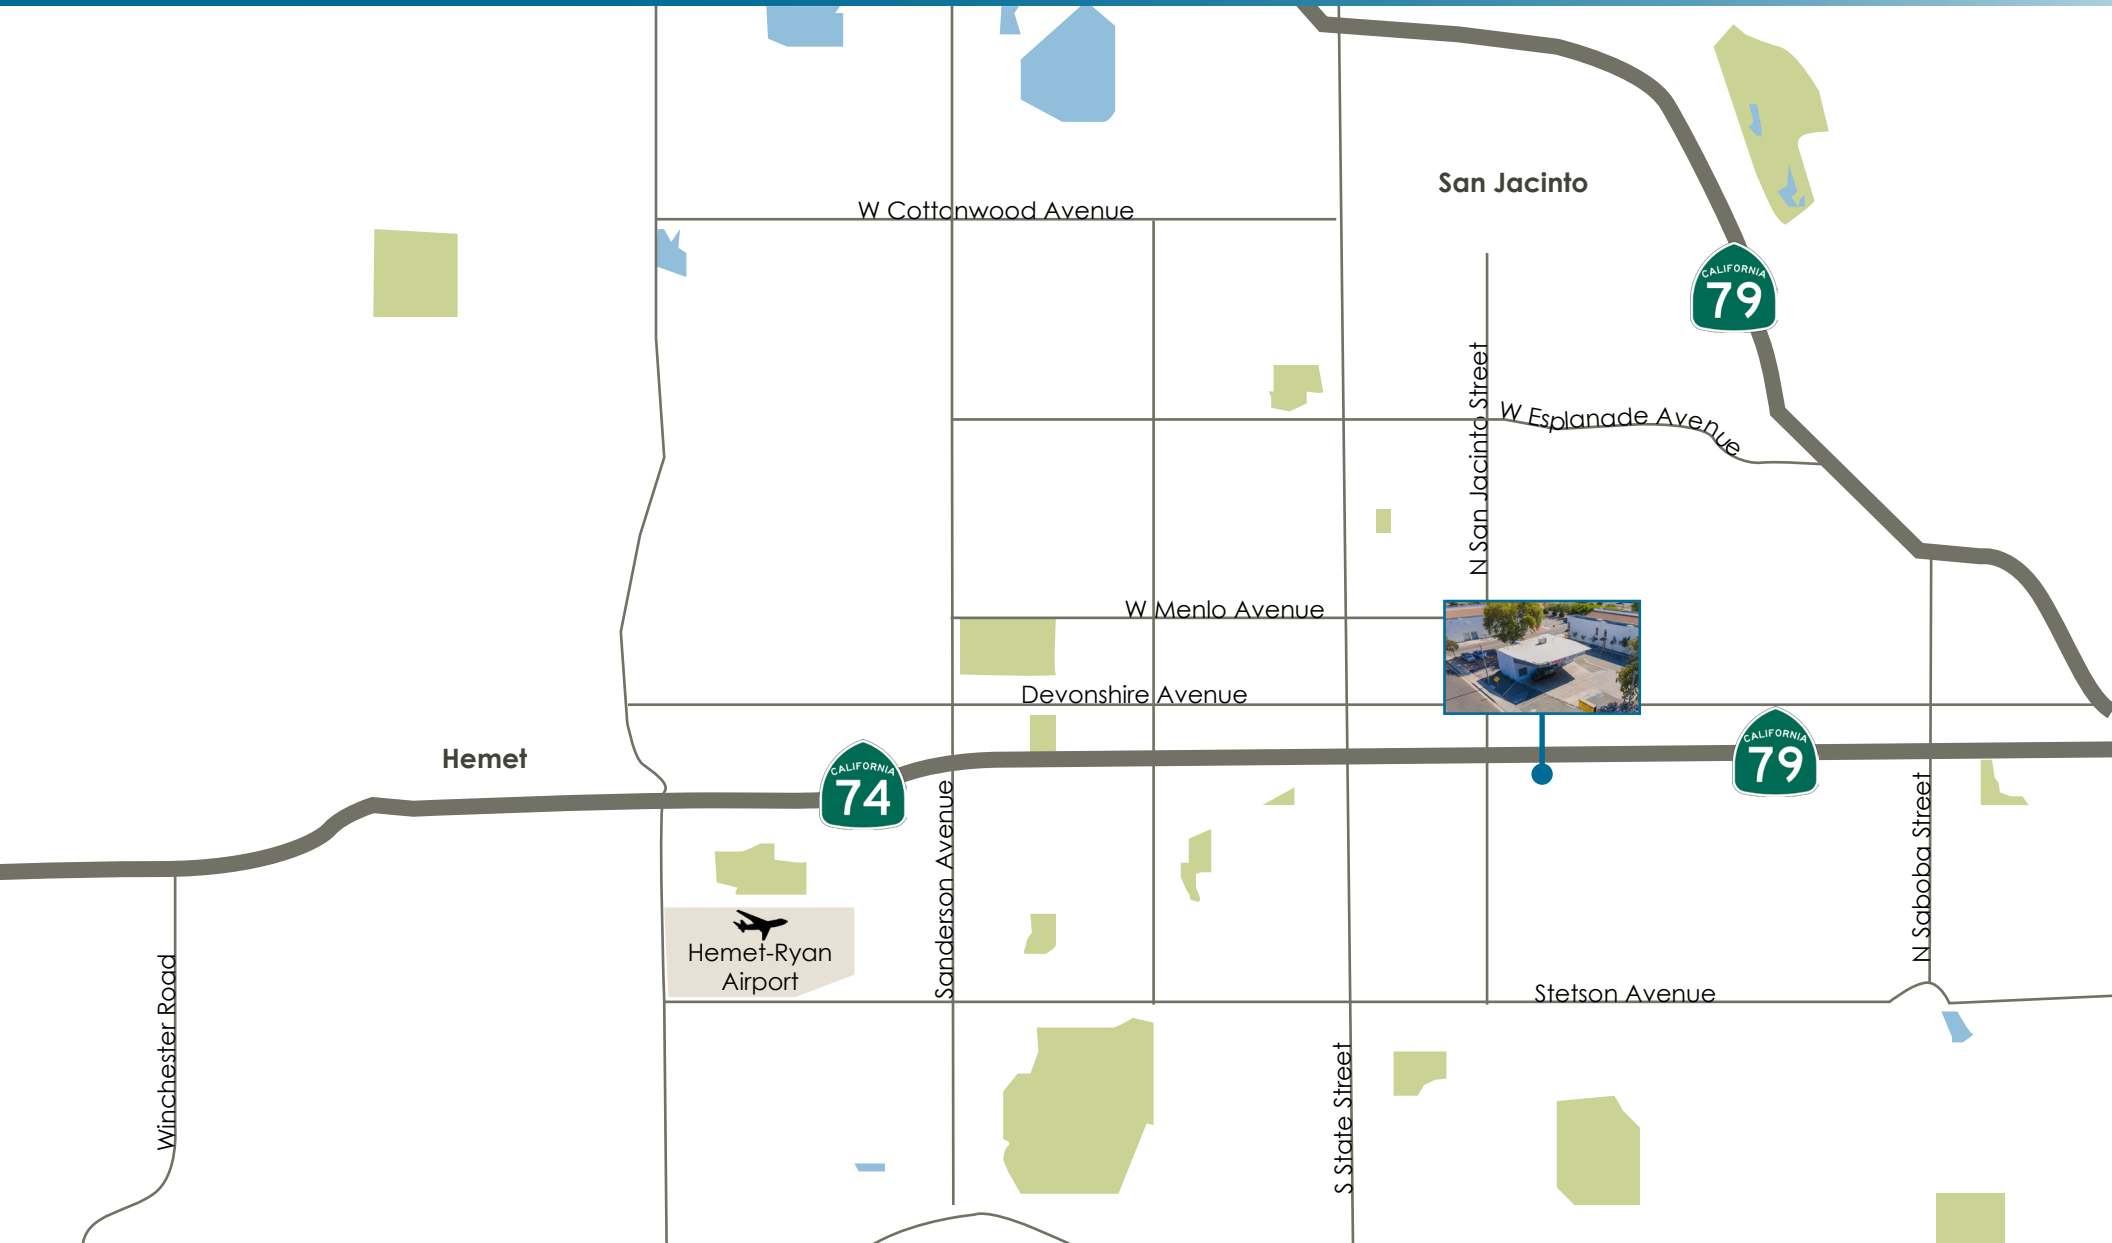 San Jacinto
W Cottonwood Avenue
CALIFORNIA
79
N San Jacinto Street
W Esplanade Avenue
W Menlo Avenue
Devonshire Avenue
Hemet
CALIFORNIA
74
CALIFORNIA
79
Sanderson Avenue
N Saboba Street
Hemet-Ryan
Airport
Winchester Road
Stetson Avenue
S State Street